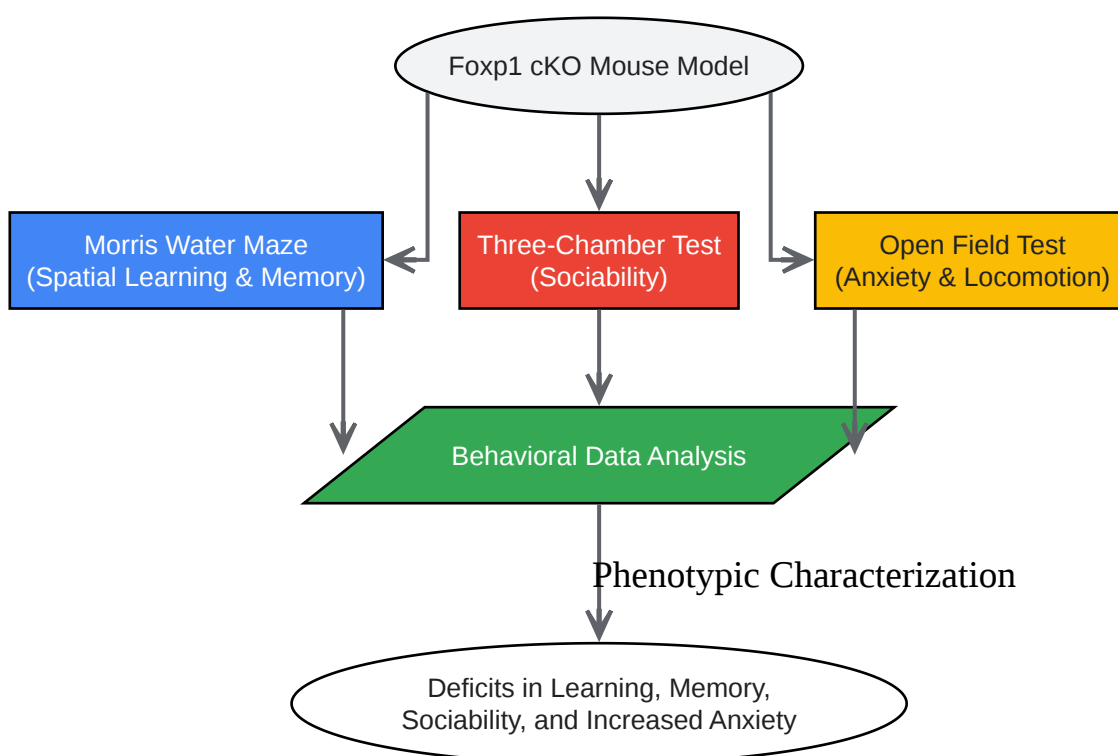 Foxp1 cKO Mouse Model
Morris Water Maze
(Spatial Learning & Memory)
Three-Chamber Test
(Sociability)
Open Field Test
(Anxiety & Locomotion)
Behavioral Data Analysis
Phenotypic Characterization
Deficits in Learning, Memory,
Sociability, and Increased Anxiety